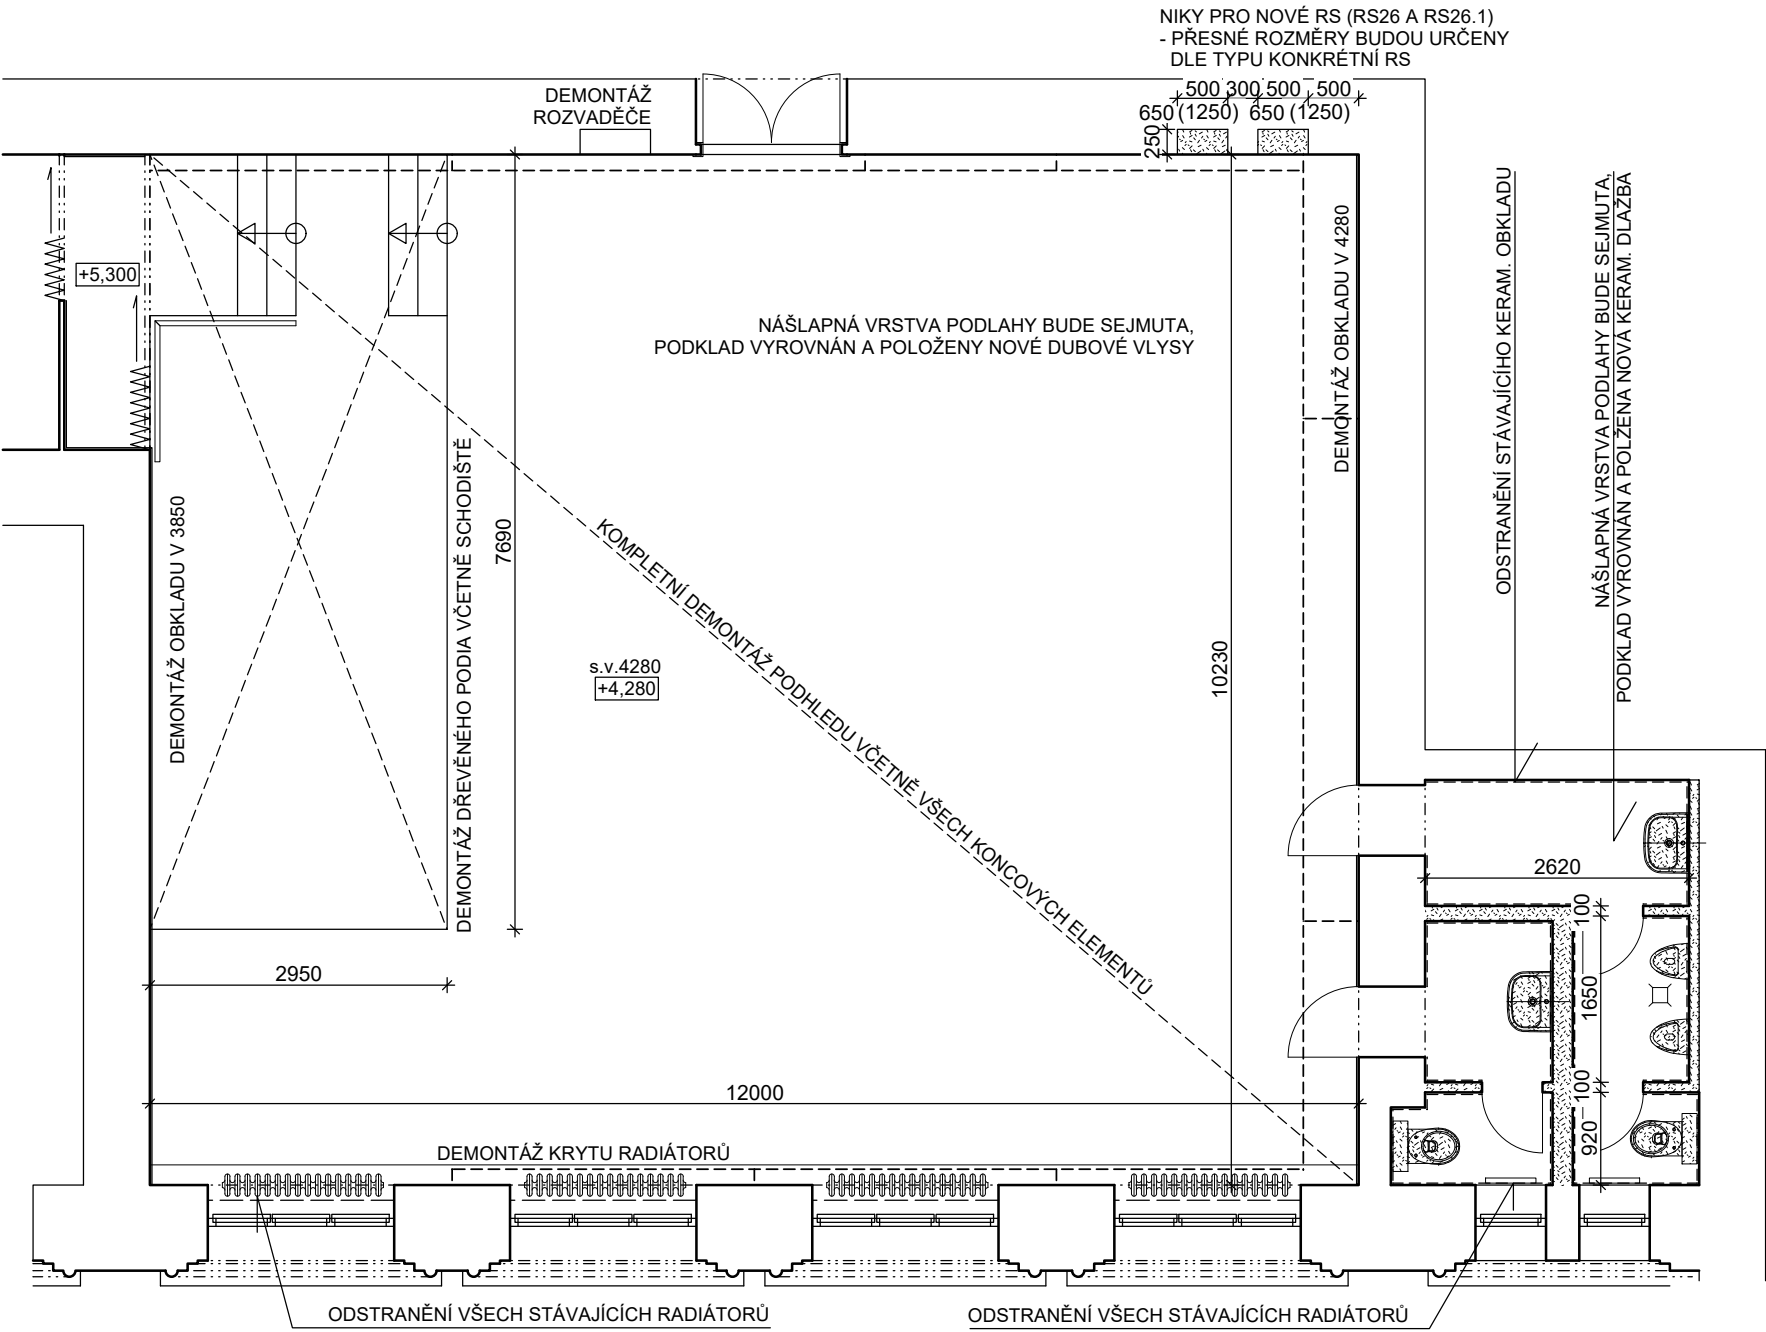 NIKY PRO NOVÉ RS (RS26 A RS26.1)
- PŘESNÉ ROZMĚRY BUDOU URČENY
DLE TYPU KONKRÉTNÍ RS
500 300 500 500
650 (1250) 650 (1250)
250
DEMONTÁŽ
ROZVADĚČE
+5,300
NÁŠLAPNÁ VRSTVA PODLAHY BUDE SEJMUTA,
PODKLAD VYROVNÁN A POLOŽENY NOVÉ DUBOVÉ VLYSY
DEMONTÁŽ OBKLADU V 4280
ODSTRANĚNÍ STÁVAJÍCÍHO KERAM. OBKLADU
NÁŠLAPNÁ VRSTVA PODLAHY BUDE SEJMUTA,
PODKLAD VYROVNÁN A POLŽENA NOVÁ KERAM. DLAŽBA
DEMONTÁŽ OBKLADU V 3850
DEMONTÁŽ DŘEVĚNÉHO PODIA VČETNĚ SCHODIŠTĚ
7690
KOMPLETNÍ DEMONTÁŽ PODHLEDU VČETNĚ VŠECH KONCOVÝCH ELEMENTŮ
s.v.4280
+4,280
10230
2620
100
1650
100
920
2950
12000
DEMONTÁŽ KRYTU RADIÁTORŮ
ODSTRANĚNÍ VŠECH STÁVAJÍCÍCH RADIÁTORŮ
ODSTRANĚNÍ VŠECH STÁVAJÍCÍCH RADIÁTORŮ